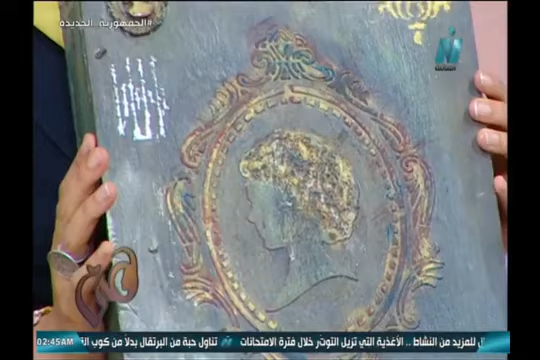 #الجمهورية_الجديدة
02:45AM
ل للمزيد من النشاط .. الأغذية التي تزيل التوتر خلال فترة الامتحانات تناول حبة من البرتقال بدلا من كوب الق